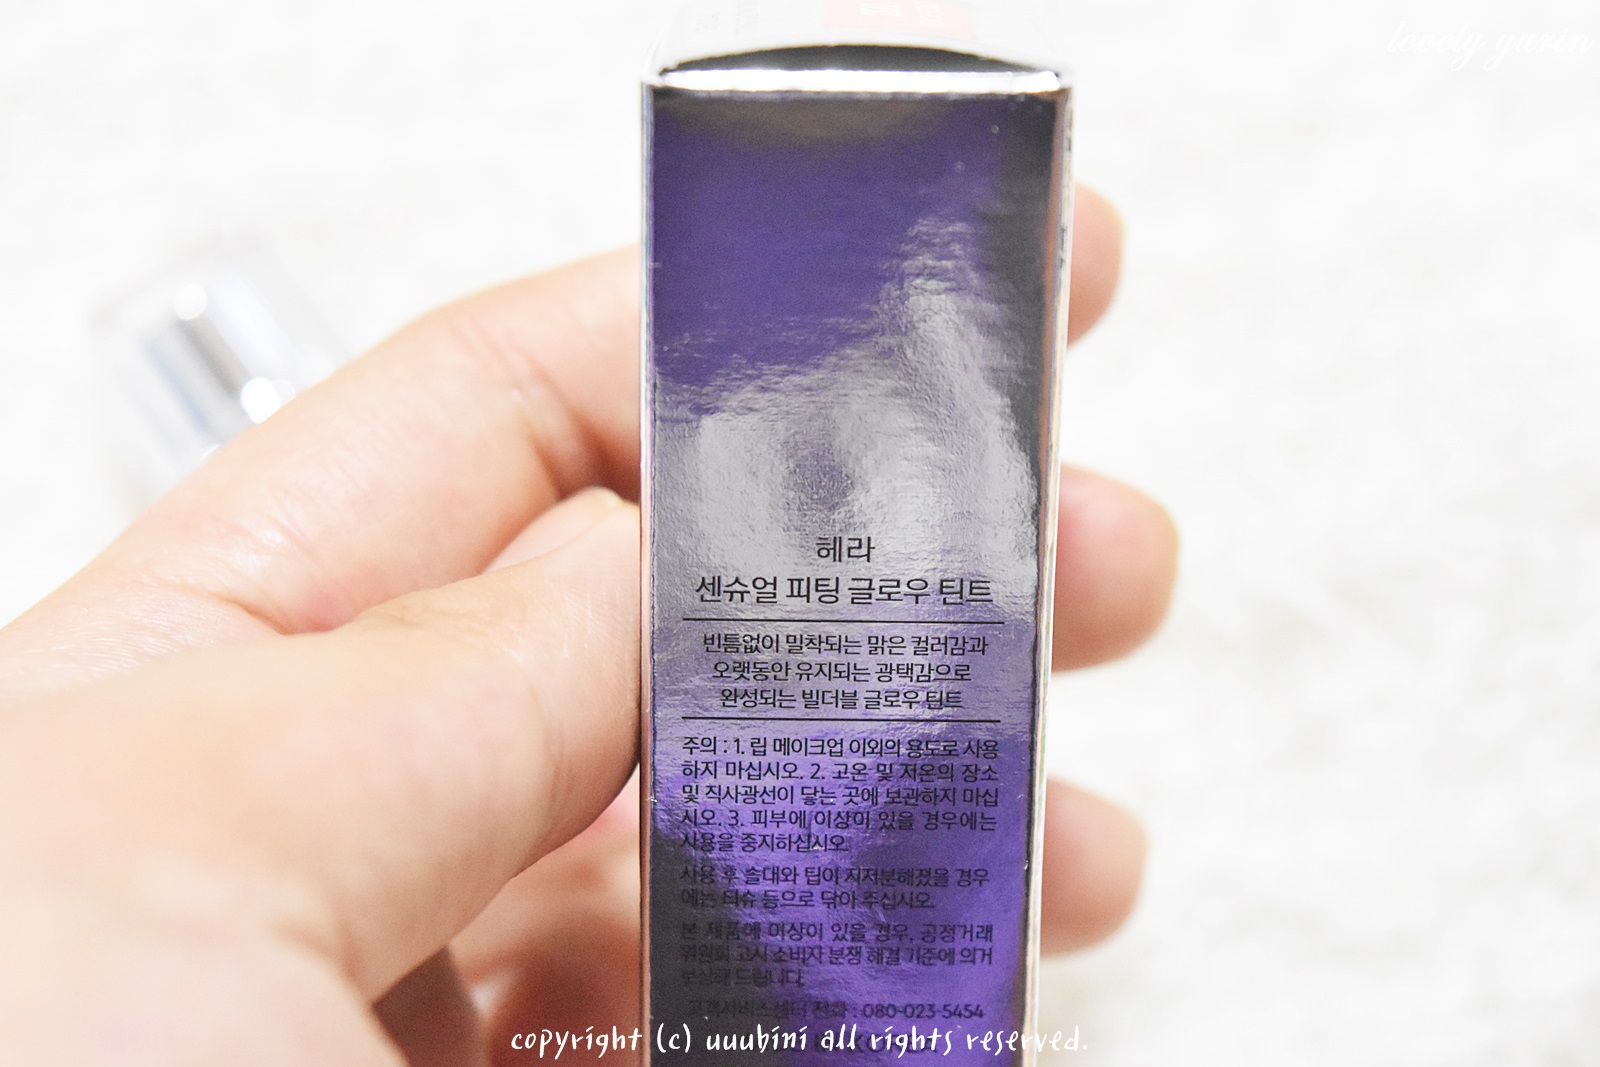 lovely yurin
헤라
센슈얼 피팅 글로우 틴트
빈틈없이 밀착되는 맑은 컬러감과
오랫동안 유지되는 광택감으로
완성되는 빌더블 글로우 틴트
주의 : 1. 립 메이크업 이외의 용도로 사용
하지 마십시오. 2. 고온 및 저온의 장소
및 직사광선이 닿는 곳에 보관하지 마십
시오. 3. 피부에 이상이 있을 경우에는
사용을 중지하십시오.
사용 후 솔대와 팁이 지저분해졌을 경우
에는 티슈 등으로 닦아 주십시오.
본 제품에 이상이 있을 경우, 공정거래
위원회 고시 소비자 분쟁 해결 기준에 의거
보상해 드립니다.
고객서비스센터 전화 : 080-023-5454
copyright (c) uuubini all rights reserved.